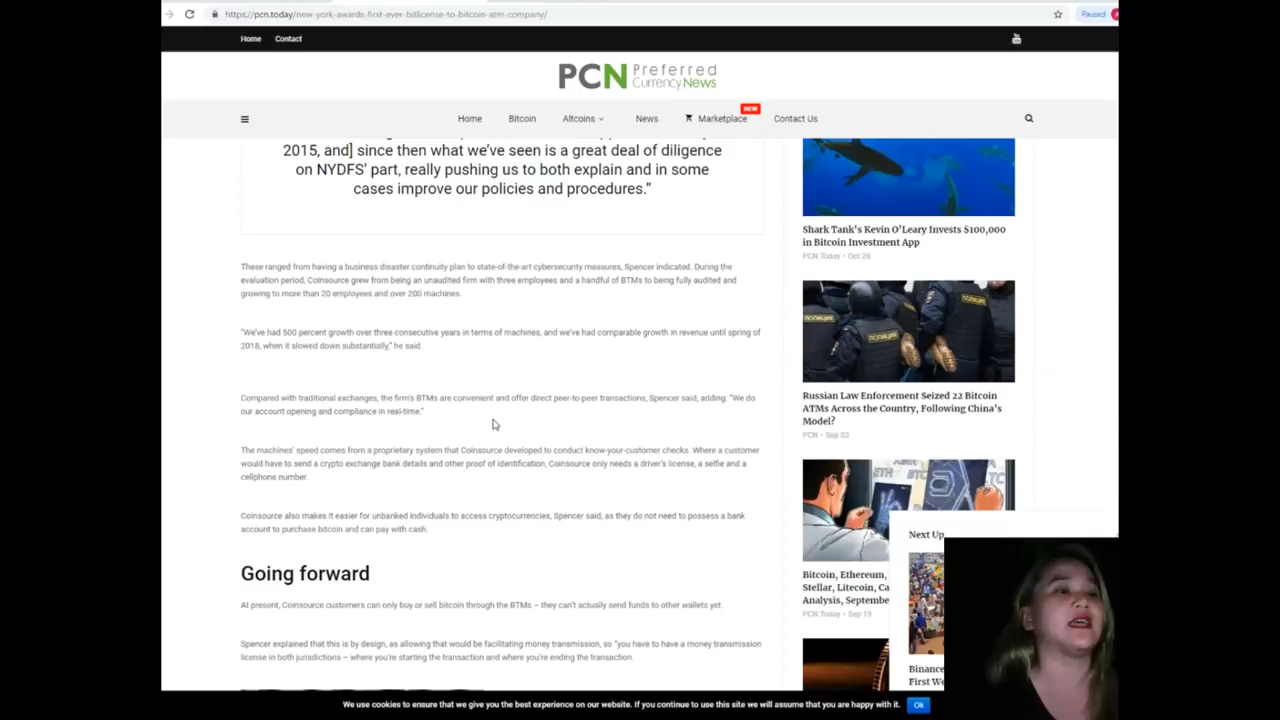 https://pcn.today/new-york-awards-first-ever-bitlicense-to-bitcoin-atm-company/
Paused
Home
Contact
PCN Preferred
Currency News
Home
Bitcoin
Altcoins
News
Marketplace
NEW
Contact Us
2015, and] since then what we've seen is a great deal of diligence
on NYDFS' part, really pushing us to both explain and in some
cases improve our policies and procedures."
These ranged from having a business disaster continuity plan to state-of-the-art cybersecurity measures, Spencer indicated. During the
evaluation period, Coinsource grew from being an unaudited firm with three employees and a handful of BTMs to being fully audited and
growing to more than 20 employees and over 200 machines.
"We've had 500 percent growth over three consecutive years in terms of machines, and we've had comparable growth in revenue until spring of
2018, when it slowed down substantially," he said.
Compared with traditional exchanges, the firm's BTMs are convenient and offer direct peer-to-peer transactions, Spencer said, adding: "We do
our account opening and compliance in real-time."
The machines' speed comes from a proprietary system that Coinsource developed to conduct know-your-customer checks. Where a customer
would have to send a crypto exchange bank details and other proof of identification, Coinsource only needs a driver's license, a selfie and a
cellphone number.
Coinsource also makes it easier for unbanked individuals to access cryptocurrencies, Spencer said, as they do not need to possess a bank
account to purchase bitcoin and can pay with cash.
Going forward
At present, Coinsource customers can only buy or sell bitcoin through the BTMs – they can't actually send funds to other wallets yet.
Spencer explained that this is by design, as allowing that would be facilitating money transmission, so "you have to have a money transmission
license in both jurisdictions – where you're starting the transaction and where you're ending the transaction.
Shark Tank's Kevin O'Leary Invests $100,000
in Bitcoin Investment App
PCN.Today • Oct 26
ПОЛИЦИЯ
ПОЛИЦИЯ
Russian Law Enforcement Seized 22 Bitcoin
ATMs Across the Country, Following China's
Model?
PCN • Sep 03
ETH
Bitcoin, Ethereum,
Stellar, Litecoin, Ca
Analysis, Septembe
PCN.Today • Sep 19
Next Up
Binance
First We
We use cookies to ensure that we give you the best experience on our website. If you continue to use this site we will assume that you are happy with it.
Ok